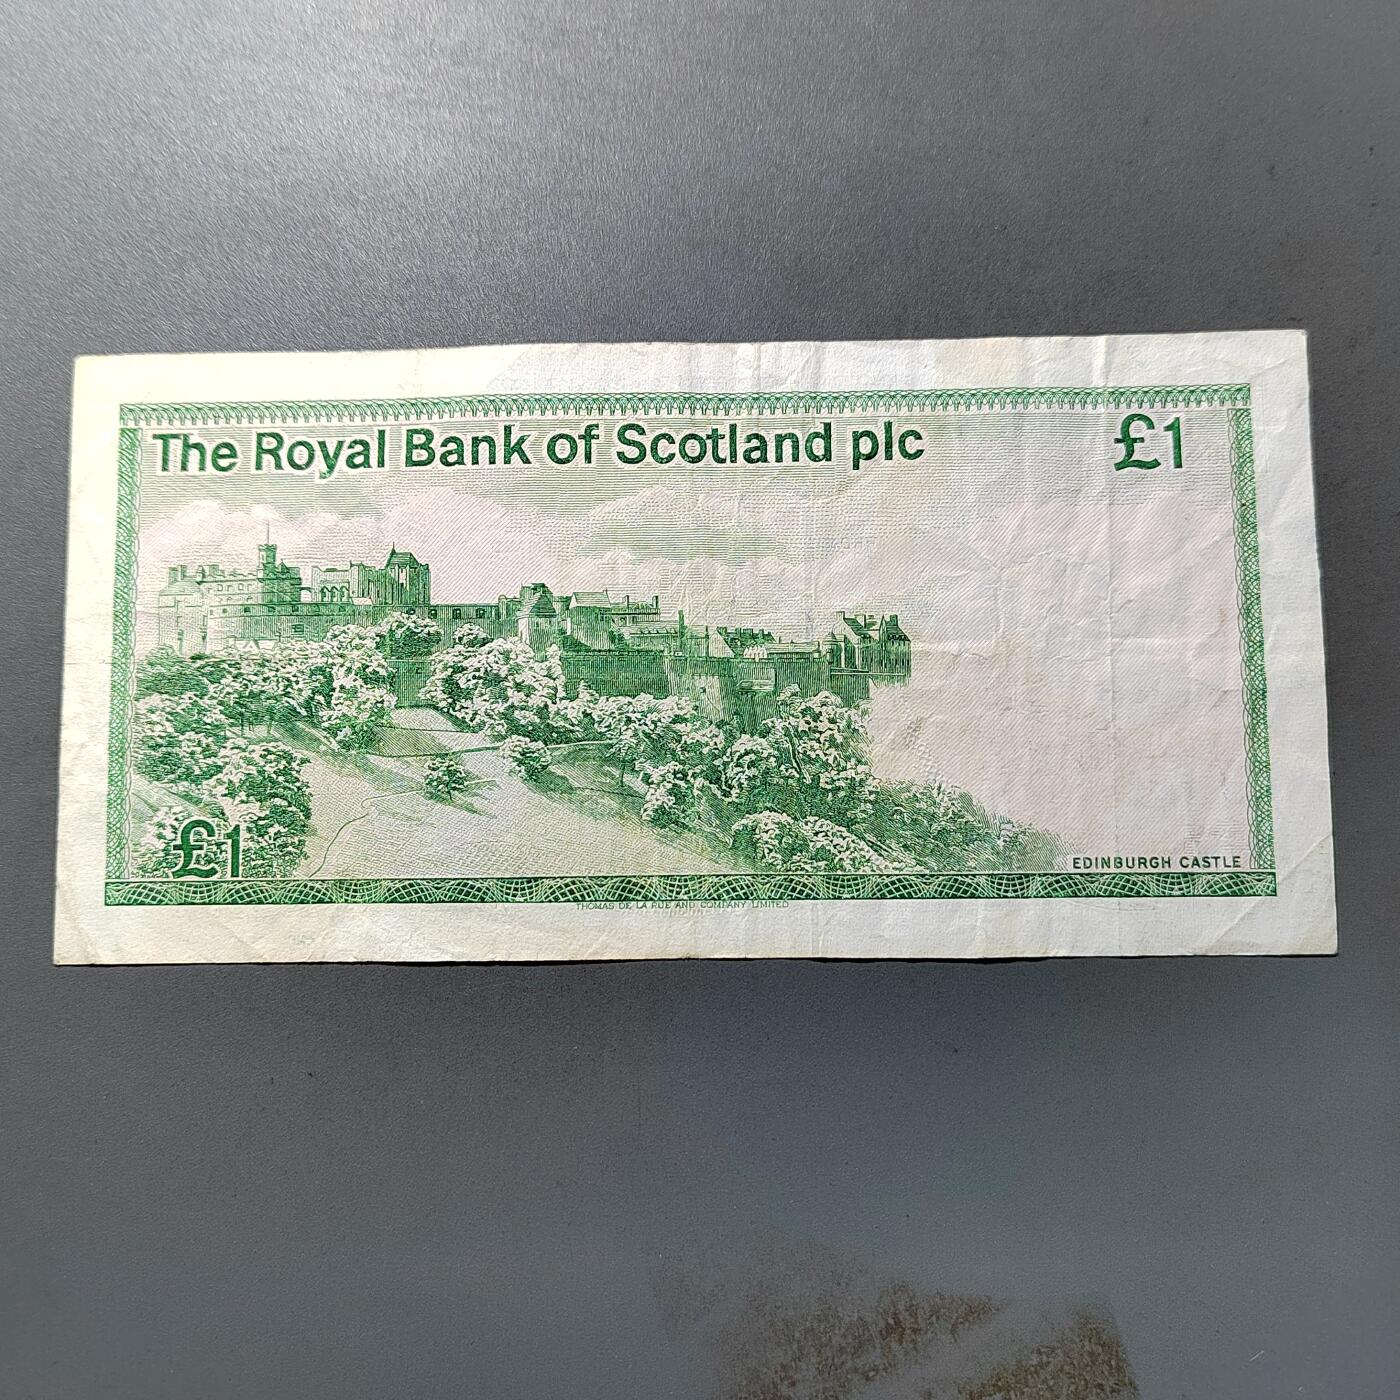 The Royal Bank of Scotland plc £1
£1
EDINBURGH CASTLE
THOMAS DE LA RUE AND COMPANY LIMITED